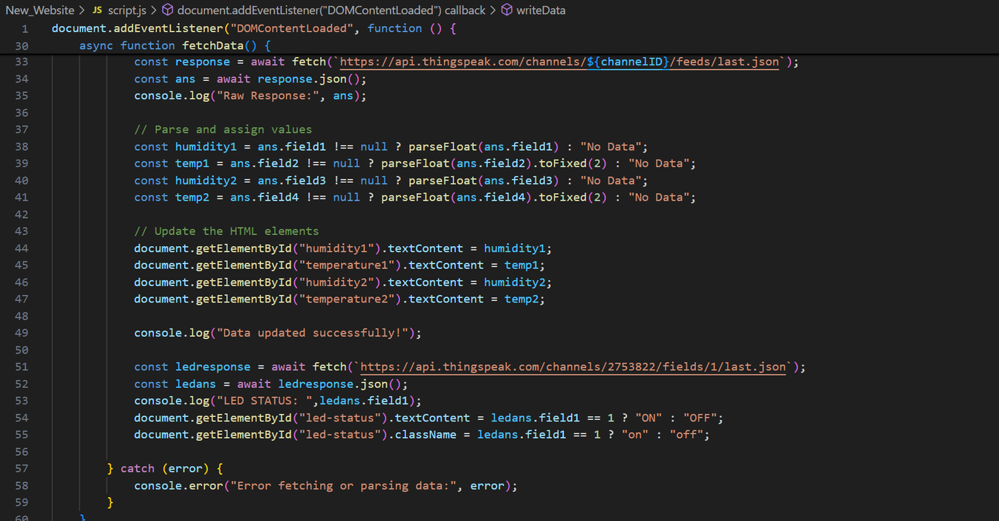 New_Website > JS script.js > document.addEventListener("DOMContentLoaded") callback > writeData
1 document.addEventListener("DOMContentLoaded", function () {
30 async function fetchData() {
33 const response = await fetch(`https://api.thingspeak.com/channels/${channelID}/feeds/last.json`);
34 const ans = await response.json();
35 console.log("Raw Response:", ans);
36
37 // Parse and assign values
38 const humidity1 = ans.field1 !== null ? parseFloat(ans.field1) : "No Data";
39 const temp1 = ans.field2 !== null ? parseFloat(ans.field2).toFixed(2) : "No Data";
40 const humidity2 = ans.field3 !== null ? parseFloat(ans.field3) : "No Data";
41 const temp2 = ans.field4 !== null ? parseFloat(ans.field4).toFixed(2) : "No Data";
42
43 // Update the HTML elements
44 document.getElementById("humidity1").textContent = humidity1;
45 document.getElementById("temperature1").textContent = temp1;
46 document.getElementById("humidity2").textContent = humidity2;
47 document.getElementById("temperature2").textContent = temp2;
48
49 console.log("Data updated successfully!");
50
51 const ledresponse = await fetch(`https://api.thingspeak.com/channels/2753822/fields/1/last.json`);
52 const ledans = await ledresponse.json();
53 console.log("LED STATUS: ",ledans.field1);
54 document.getElementById("led-status").textContent = ledans.field1 == 1 ? "ON" : "OFF";
55 document.getElementById("led-status").className = ledans.field1 == 1 ? "on" : "off";
56
57 } catch (error) {
58 console.error("Error fetching or parsing data:", error);
59 }
60 }